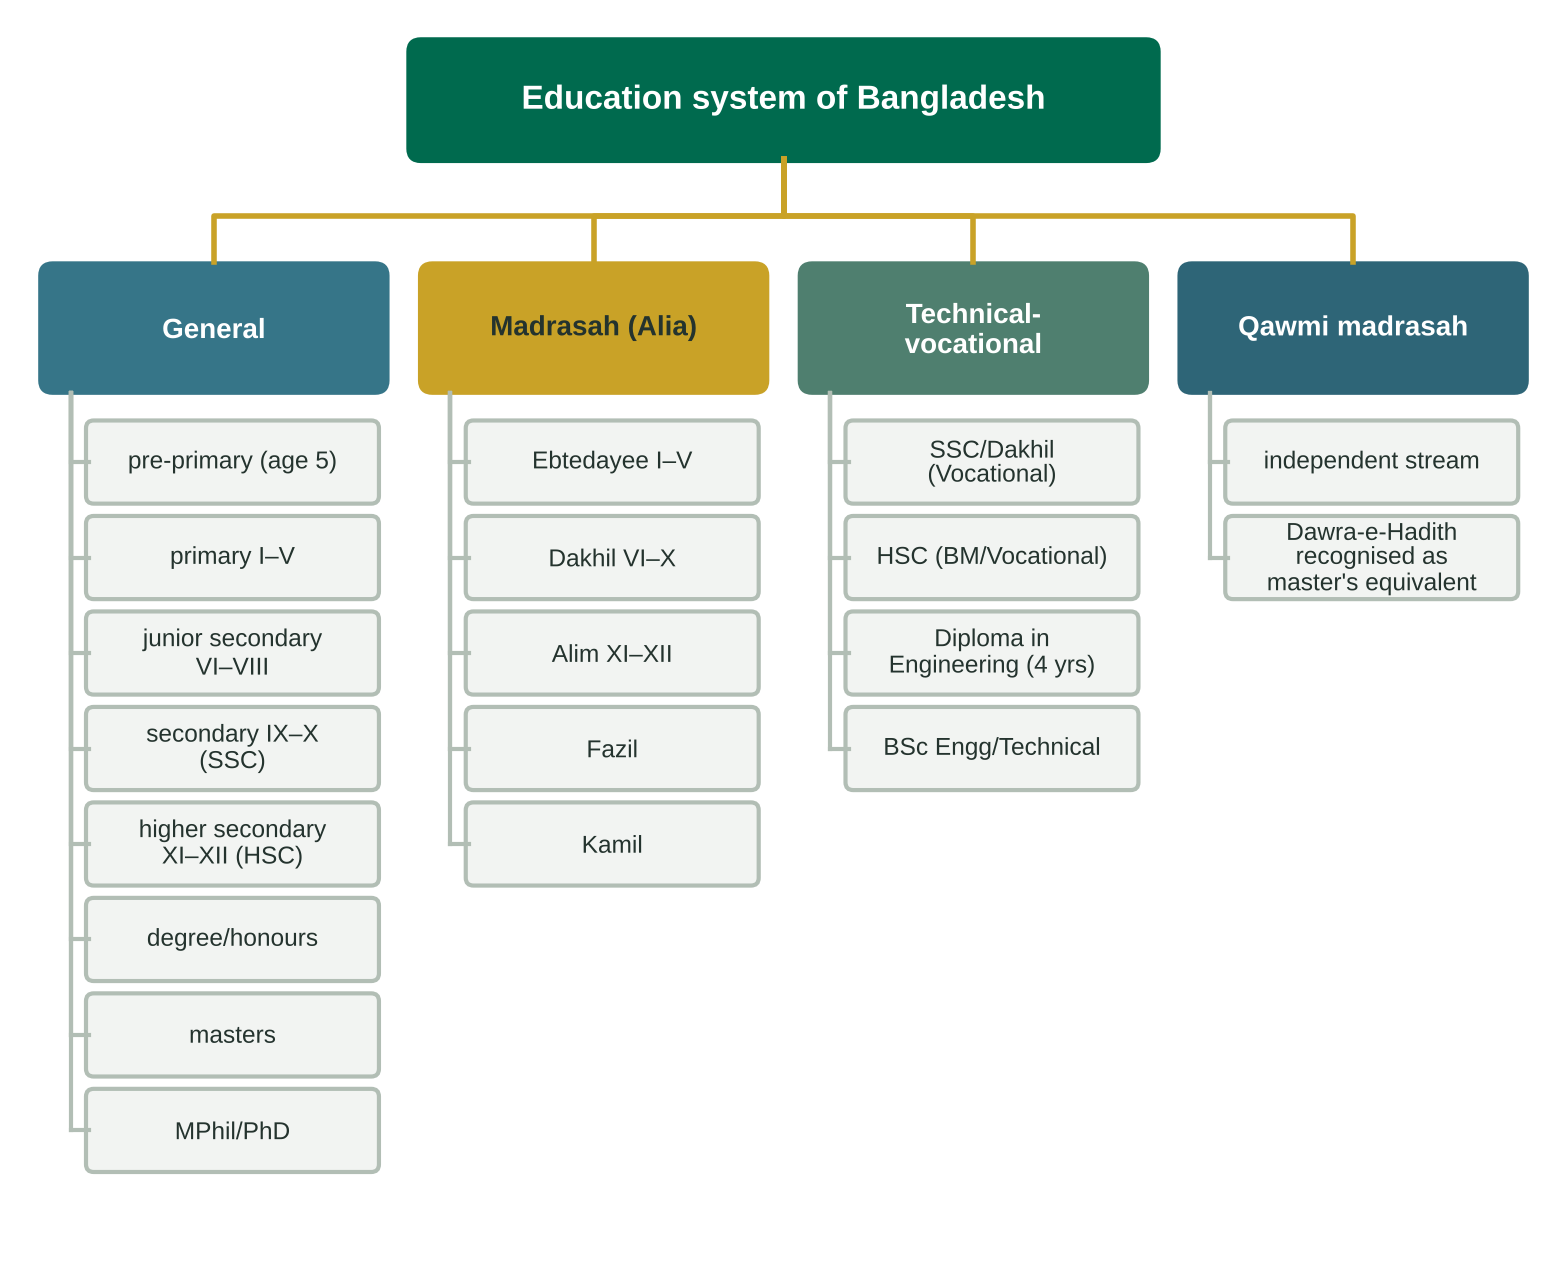 Education system of Bangladesh
General
pre-primary (age 5)
primary I–V
junior secondary
VI–VIII
secondary IX–X
(SSC)
higher secondary
XI–XII (HSC)
degree/honours
masters
MPhil/PhD
Madrasah (Alia)
Ebtedayee I–V
Dakhil VI–X
Alim XI–XII
Fazil
Kamil
Technical-
vocational
SSC/Dakhil
(Vocational)
HSC (BM/Vocational)
Diploma in
Engineering (4 yrs)
BSc Engg/Technical
Qawmi madrasah
independent stream
Dawra-e-Hadith
recognised as
master's equivalent